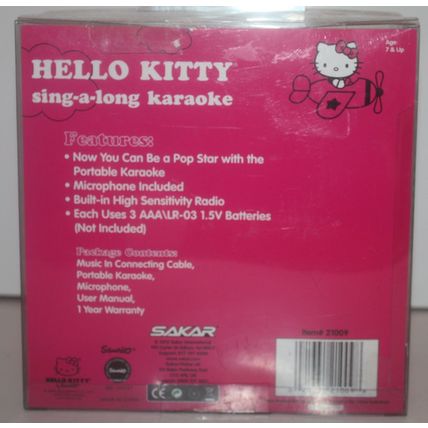 Age
7 & Up
HELLO KITTY
sing-a-long karaoke
Features:
• Now You Can Be a Pop Star with the
Portable Karaoke
• Microphone Included
• Built-in High Sensitivity Radio
• Each Uses 3 AAA\LR-03 1.5V Batteries
(Not Included)
Package Contents:
Music In Connecting Cable,
Portable Karaoke,
Microphone,
User Manual,
1 Year Warranty
SAKAR
Item# 21009
HELLO KITTY
Sanrio